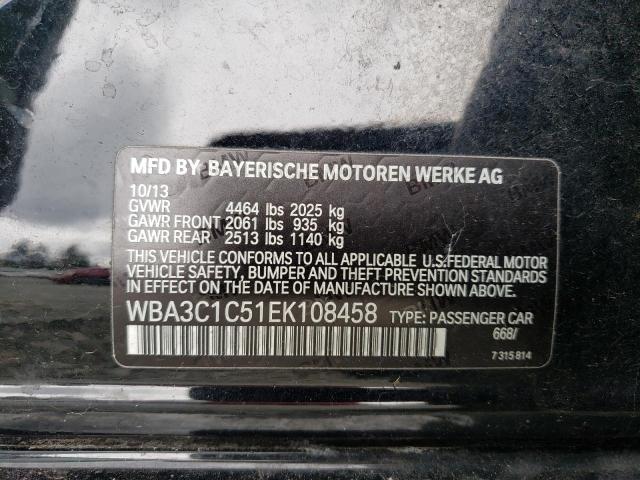 MFD BY: BAYERISCHE MOTOREN WERKE AG
10/13
GVWR 4464 lbs 2025 kg
GAWR FRONT 2061 lbs 935 kg
GAWR REAR 2513 lbs 1140 kg
THIS VEHICLE CONFORMS TO ALL APPLICABLE U.S.FEDERAL MOTOR
VEHICLE SAFETY, BUMPER AND THEFT PREVENTION STANDARDS
IN EFFECT ON THE DATE OF MANUFACTURE SHOWN ABOVE.
WBA3C1C51EK108458 TYPE: PASSENGER CAR
668/
7 315 814